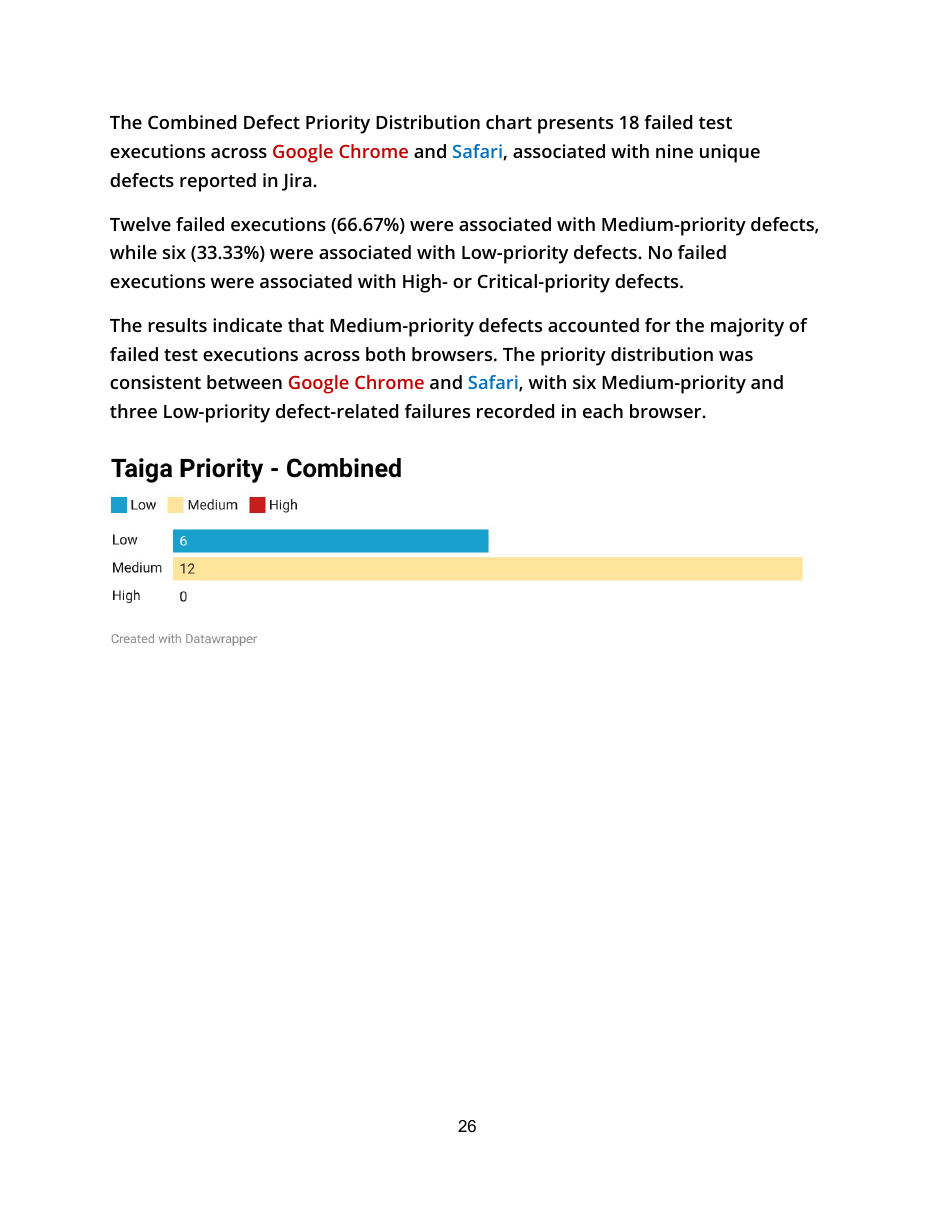 The Combined Defect Priority Distribution chart presents 18 failed test
executions across Google Chrome and Safari, associated with nine unique
defects reported in Jira.
Twelve failed executions (66.67%) were associated with Medium-priority defects,
while six (33.33%) were associated with Low-priority defects. No failed
executions were associated with High- or Critical-priority defects.
The results indicate that Medium-priority defects accounted for the majority of
failed test executions across both browsers. The priority distribution was
consistent between Google Chrome and Safari, with six Medium-priority and
three Low-priority defect-related failures recorded in each browser.
Taiga Priority - Combined
Low Medium High
Low 6
Medium 12
High 0
Created with Datawrapper
26